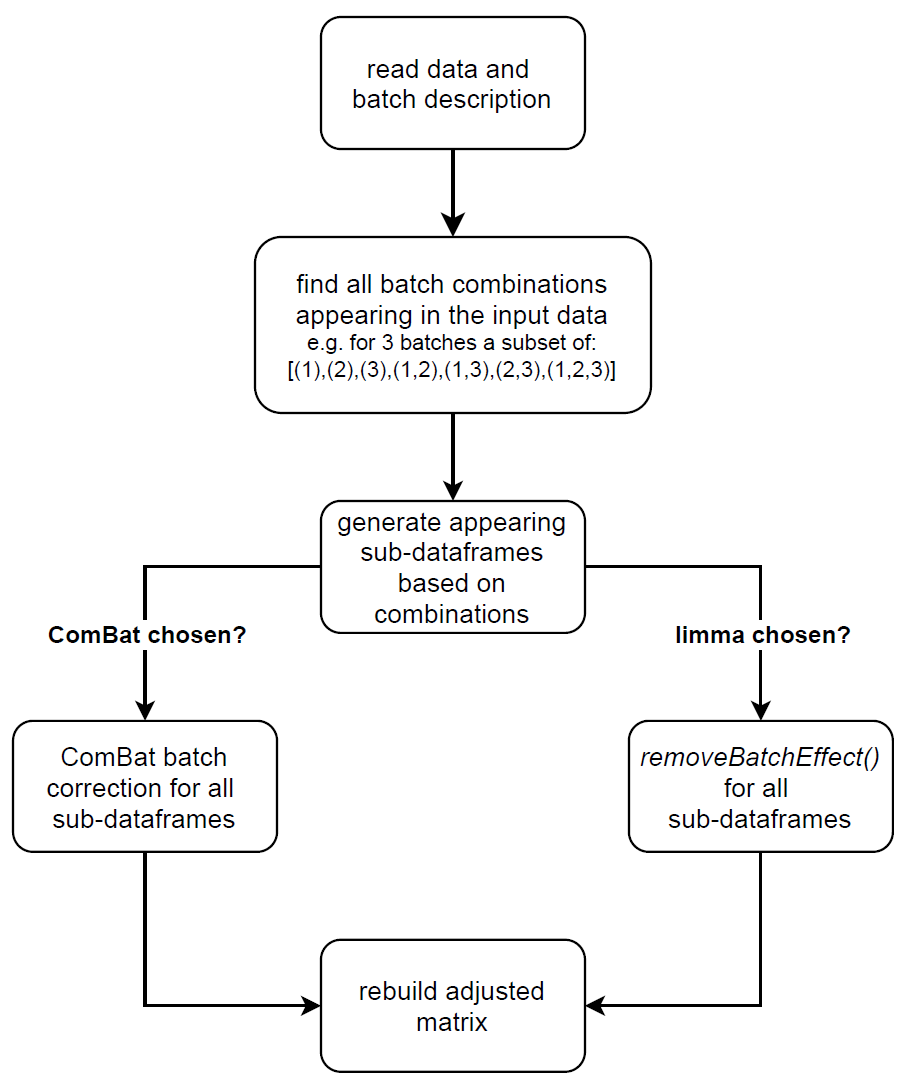 read data and
batch description
find all batch combinations
appearing in the input data
e.g. for 3 batches a subset of:
[(1),(2),(3),(1,2),(1,3),(2,3),(1,2,3)]
generate appearing
sub-dataframes
based on
combinations
ComBat chosen?
limma chosen?
ComBat batch
correction for all
sub-dataframes
removeBatchEffect()
for all
sub-dataframes
rebuild adjusted
matrix